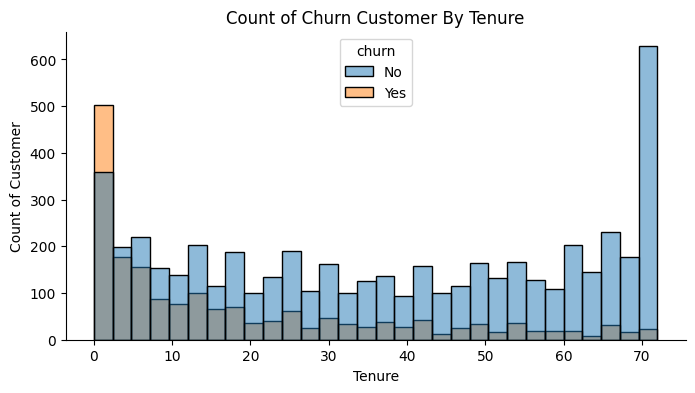 Count of Churn Customer By Tenure
churn
No
Yes
Count of Customer
600
500
400
300
200
100
0
0 10 20 30 40 50 60 70
Tenure